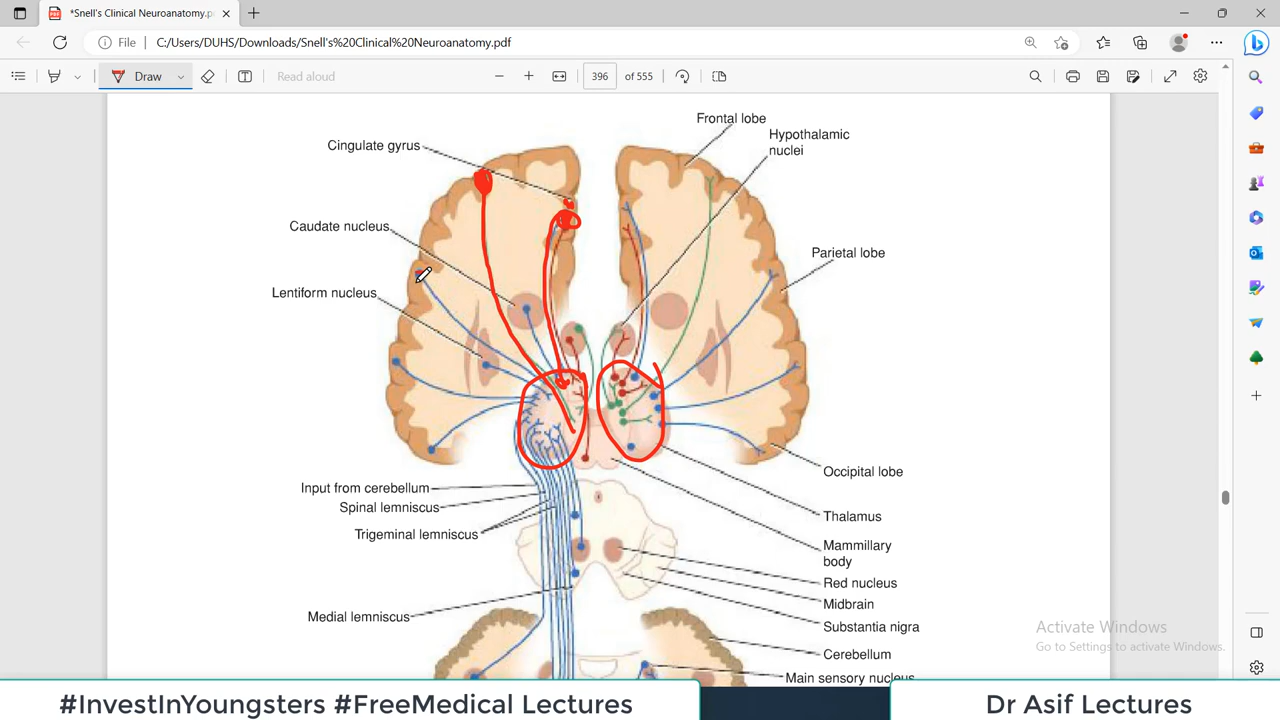 *Snell's Clinical Neuroanatomy.p
File
C:/Users/DUHS/Downloads/Snell's%20Clinical%20Neuroanatomy.pdf
Draw
Read aloud
396 of 555
Frontal lobe
Hypothalamic
nuclei
Cingulate gyrus
Caudate nucleus
Parietal lobe
Lentiform nucleus
Occipital lobe
Input from cerebellum
Spinal lemniscus
Thalamus
Trigeminal lemniscus
Mammillary
body
Red nucleus
Midbrain
Medial lemniscus
Substantia nigra
Activate Windows
Go to Settings to activate Windows.
Cerebellum
Main sensory nucleus
#InvestInYoungsters #FreeMedical Lectures
Dr Asif Lectures